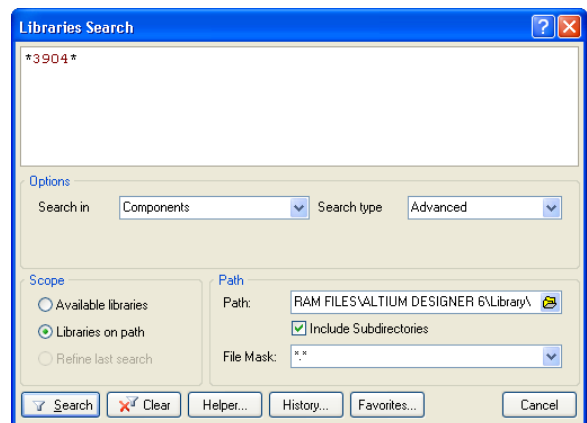 Libraries Search
*3904*
Options
Search in Components Search type Advanced
Scope
Available libraries
Libraries on path
Refine last search
Path
Path: RAM FILES\ALTIUM DESIGNER 6\Library\
Include Subdirectories
File Mask: *.*
Search Clear Helper... History... Favorites... Cancel